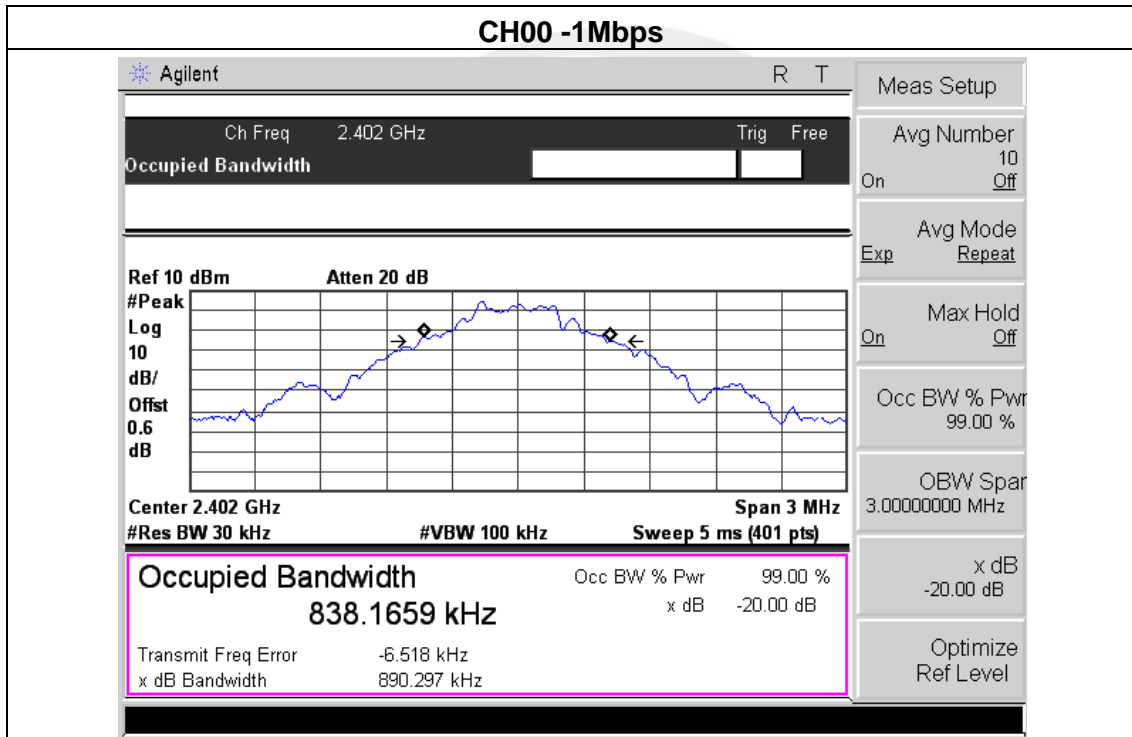 CH00 -1Mbps
Agilent R T
Ch Freq 2.402 GHz Trig Free
Occupied Bandwidth
Ref 10 dBm Atten 20 dB
#Peak
Log
10
dB/
Offst
0.6
dB
Center 2.402 GHz Span 3 MHz
#Res BW 30 kHz #VBW 100 kHz Sweep 5 ms (401 pts)
Occupied Bandwidth
838.1659 kHz
Occ BW % Pwr 99.00 %
x dB -20.00 dB
Transmit Freq Error -6.518 kHz
x dB Bandwidth 890.297 kHz
Meas Setup
Avg Number
10
On Off
Avg Mode
Exp Repeat
Max Hold
On Off
Occ BW % Pwr
99.00 %
OBW Span
3.00000000 MHz
x dB
-20.00 dB
Optimize
Ref Level